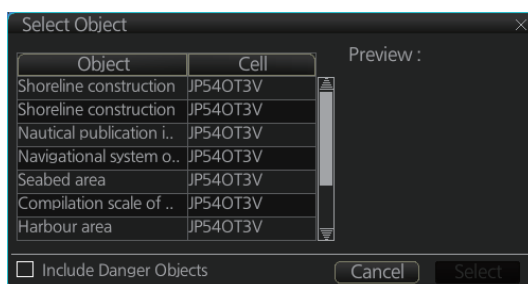 Select Object
Object Cell Preview :
Shoreline construction JP54OT3V
Shoreline construction JP54OT3V
Nautical publication i.. JP54OT3V
Navigational system o.. JP54OT3V
Seabed area JP54OT3V
Compilation scale of .. JP54OT3V
Harbour area JP54OT3V
Include Danger Objects Cancel Select